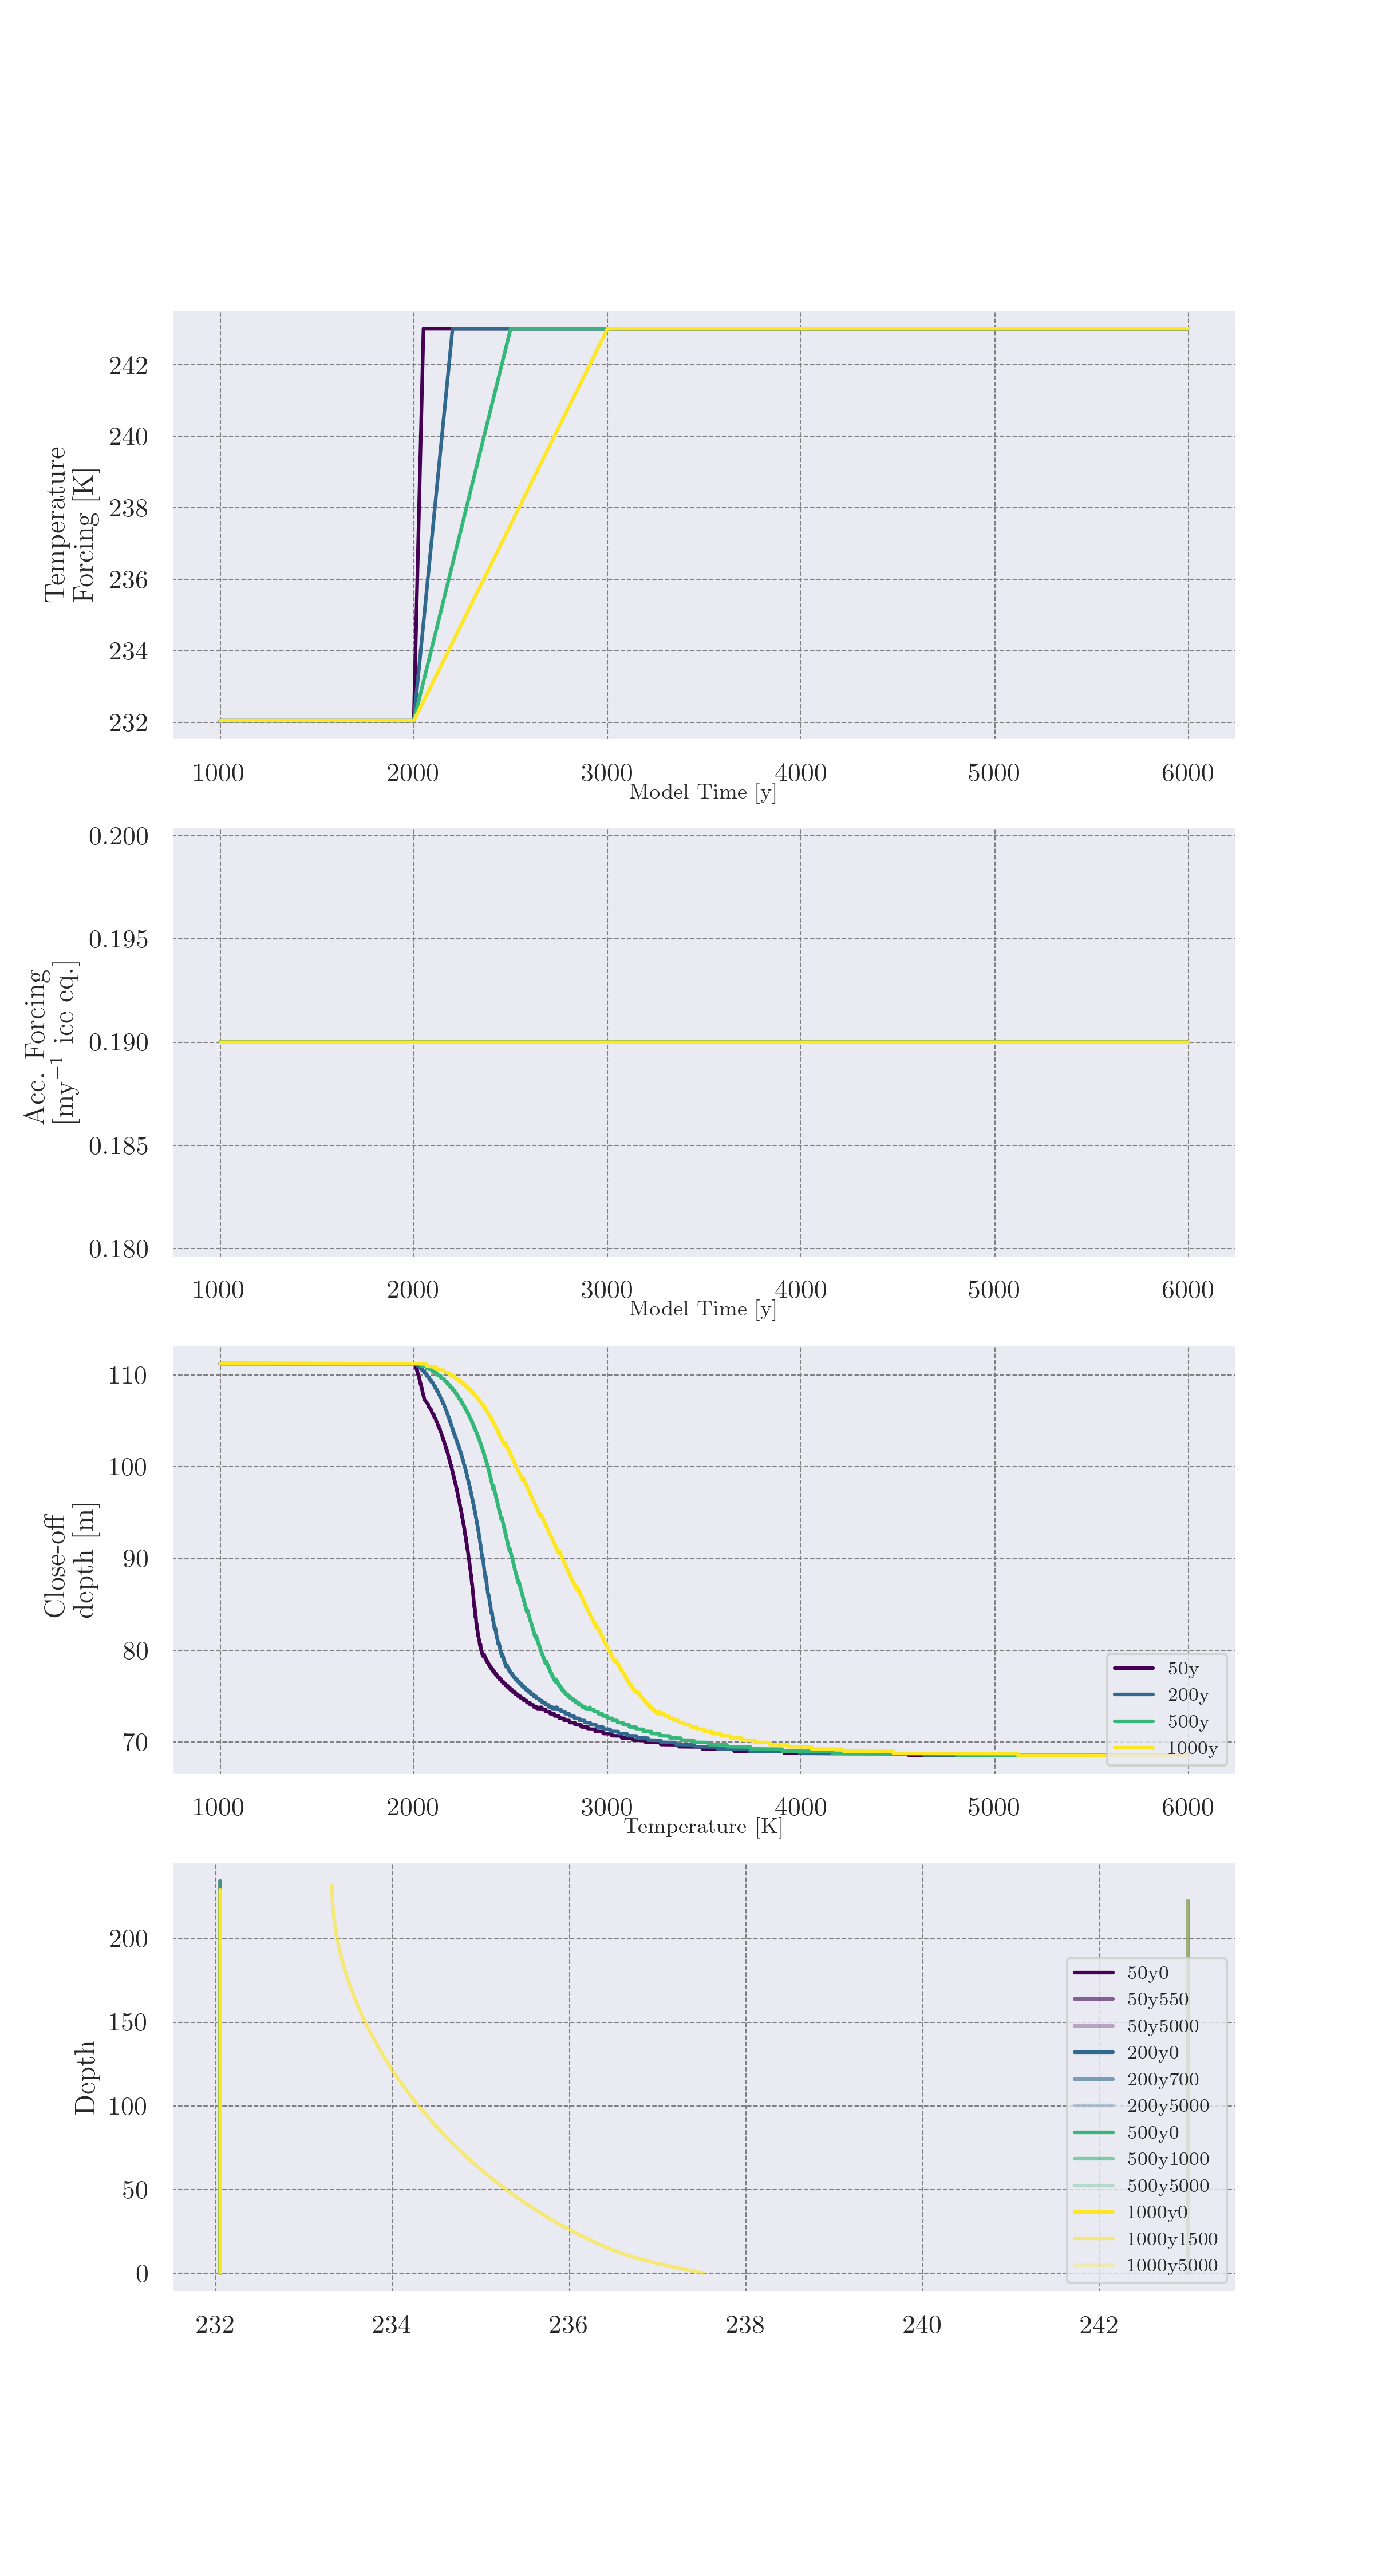 242
240
238
236
234
232
Temperature
Forcing [K]
1000 2000 3000 4000 5000 6000
Model Time [y]
0.200
0.195
0.190
0.185
0.180
Acc. Forcing
[my⁻¹ ice eq.]
1000 2000 3000 4000 5000 6000
Model Time [y]
110
100
90
80
70
Close-off
depth [m]
50y
200y
500y
1000y
1000 2000 3000 4000 5000 6000
Temperature [K]
200
150
100
50
0
Depth
50y0
50y550
50y5000
200y0
200y700
200y5000
500y0
500y1000
500y5000
1000y0
1000y1500
1000y5000
232 234 236 238 240 242